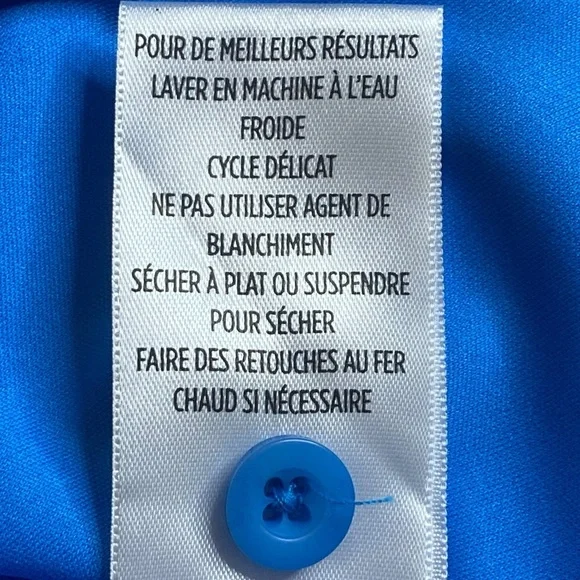 POUR DE MEILLEURS RÉSULTATS
LAVER EN MACHINE À L'EAU
FROIDE
CYCLE DÉLICAT
NE PAS UTILISER AGENT DE
BLANCHIMENT
SÉCHER À PLAT OU SUSPENDRE
POUR SÉCHER
FAIRE DES RETOUCHES AU FER
CHAUD SI NÉCESSAIRE